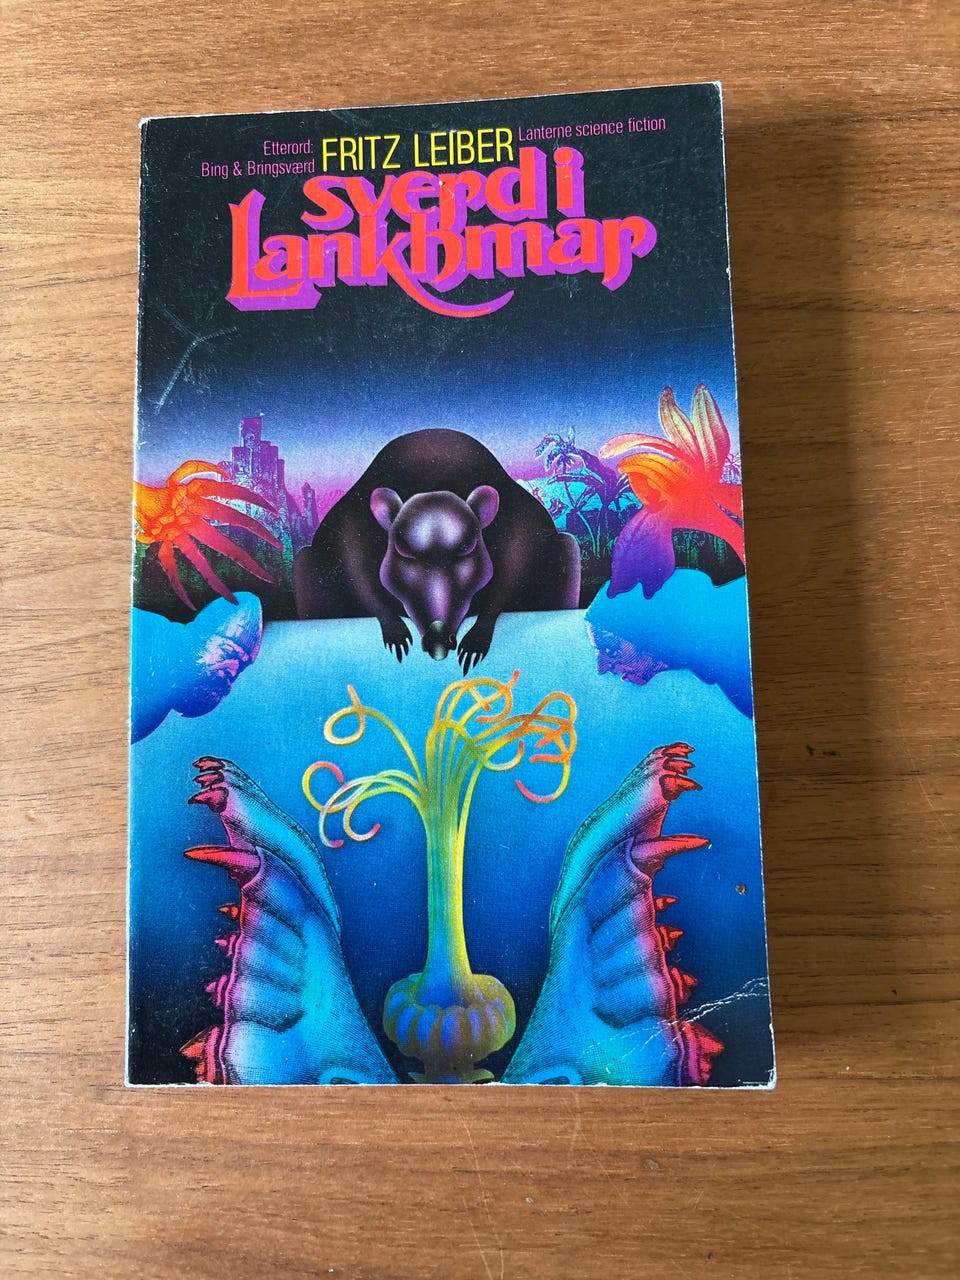 Etterord:
Bing & Bringsværd
FRITZ LEIBER
Lanterne science fiction
sverd i
Lankhmar